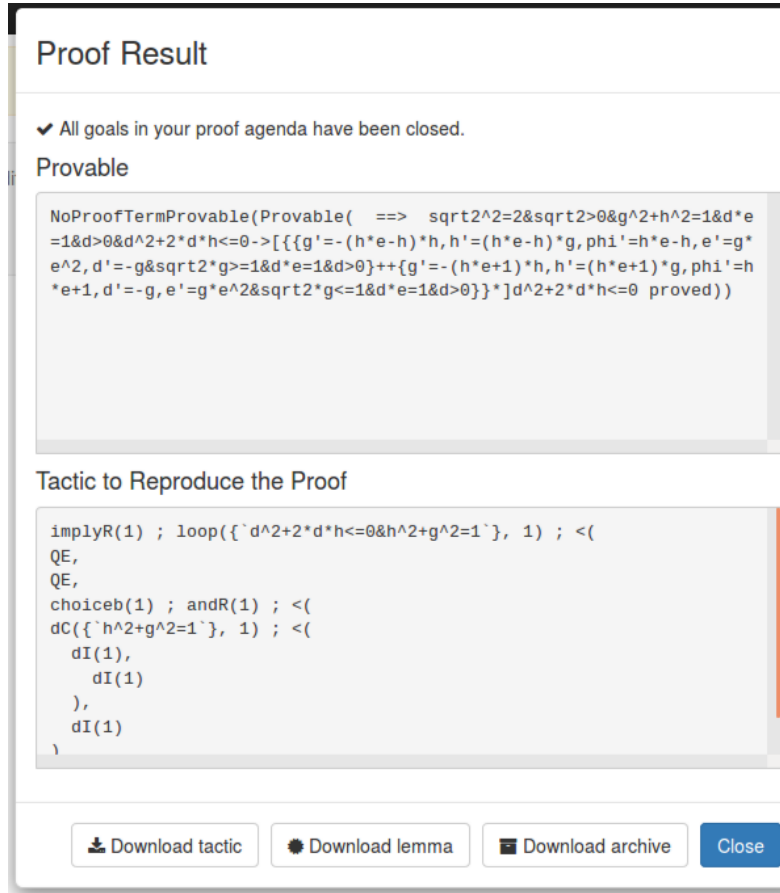 Proof Result
✔ All goals in your proof agenda have been closed.
Provable
NoProofTermProvable(Provable(  ==>  sqrt2^2=2&sqrt2>0&g^2+h^2=1&d*e
=1&d>0&d^2+2*d*h<=0->[{{g'=-(h*e-h)*h,h'=(h*e-h)*g,phi'=h*e-h,e'=g*
e^2,d'=-g&sqrt2*g>=1&d*e=1&d>0}++{g'=-(h*e+1)*h,h'=(h*e+1)*g,phi'=h
*e+1,d'=-g,e'=g*e^2&sqrt2*g<=1&d*e=1&d>0}}*]d^2+2*d*h<=0 proved))
Tactic to Reproduce the Proof
implyR(1) ; loop({`d^2+2*d*h<=0&h^2+g^2=1`}, 1) ; <(
QE,
QE,
choiceb(1) ; andR(1) ; <(
dC({`h^2+g^2=1`}, 1) ; <(
  dI(1),
    dI(1)
  ),
  dI(1)
)
Download tactic
Download lemma
Download archive
Close